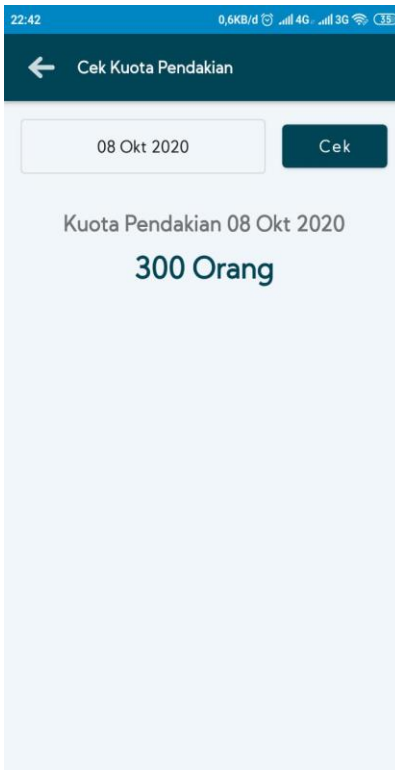 22:42 0,6KB/d 4G 3G 35
Cek Kuota Pendakian
08 Okt 2020 Cek
Kuota Pendakian 08 Okt 2020
300 Orang